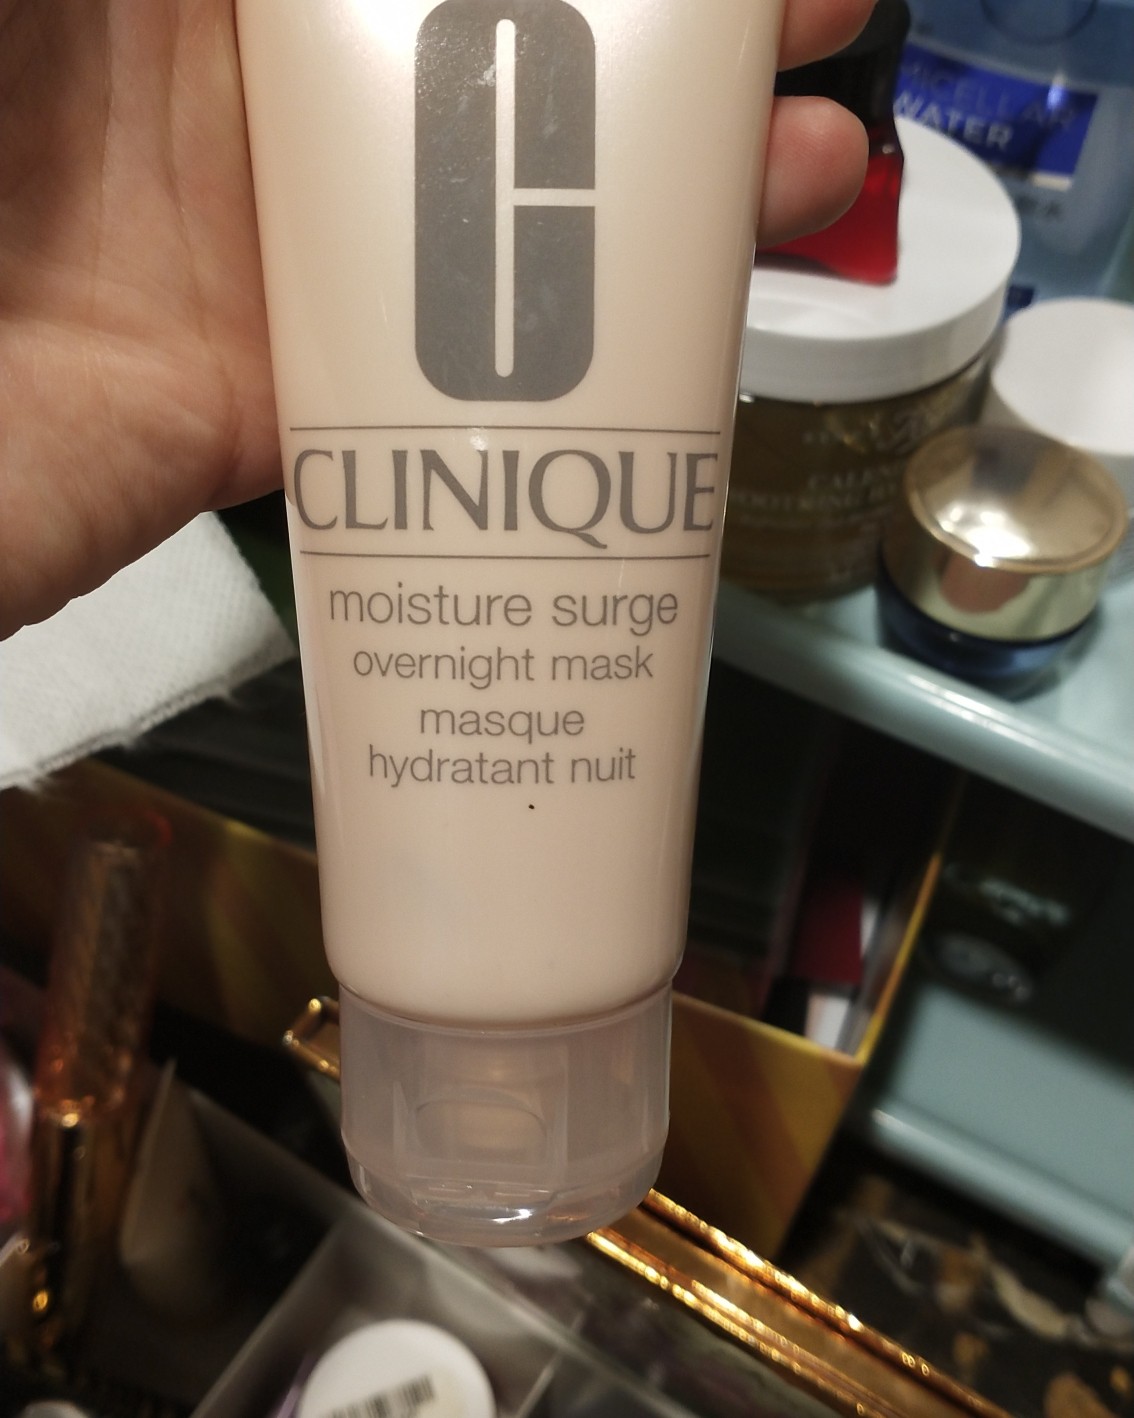 C
CLINIQUE
moisture surge
overnight mask
masque
hydratant nuit
MICELLAR
WATER